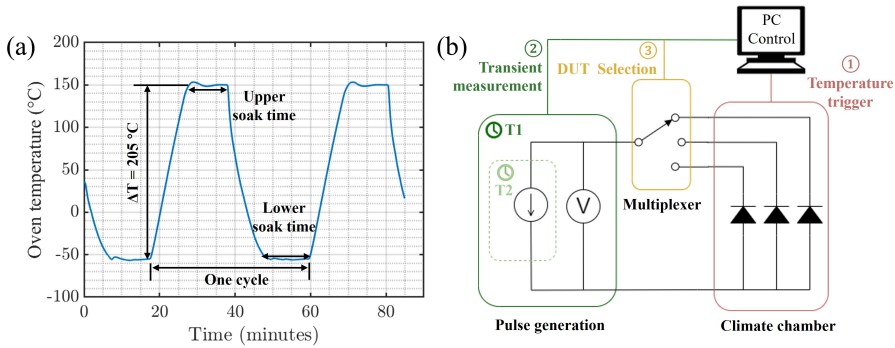 (a)
200
150
100
50
0
-50
-100
Oven temperature (°C)
0
20
40
60
80
Time (minutes)
ΔT = 205 °C
Upper
soak time
Lower
soak time
One cycle
(b)
PC
Control
②
Transient
measurement
③
DUT Selection
①
Temperature
trigger
T1
T2
V
Multiplexer
Pulse generation
Climate chamber